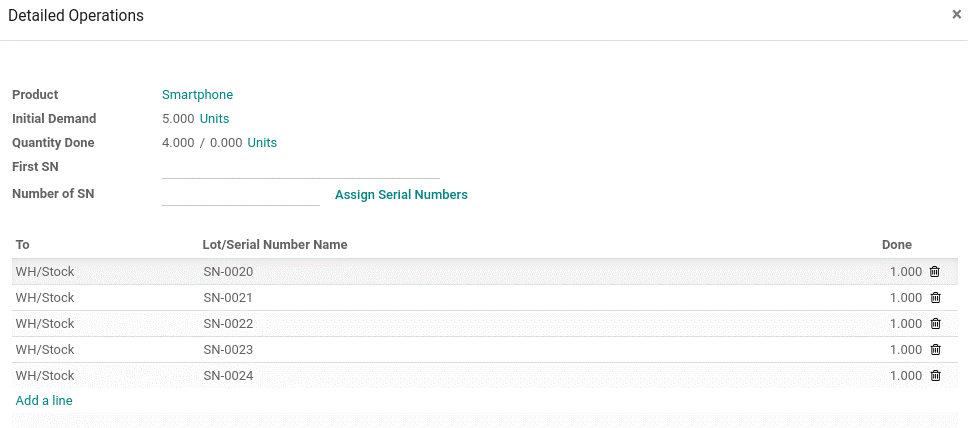 Detailed Operations ×
Product Smartphone
Initial Demand 5.000 Units
Quantity Done 4.000 / 0.000 Units
First SN
Number of SN Assign Serial Numbers
To Lot/Serial Number Name Done
WH/Stock SN-0020 1.000
WH/Stock SN-0021 1.000
WH/Stock SN-0022 1.000
WH/Stock SN-0023 1.000
WH/Stock SN-0024 1.000
Add a line